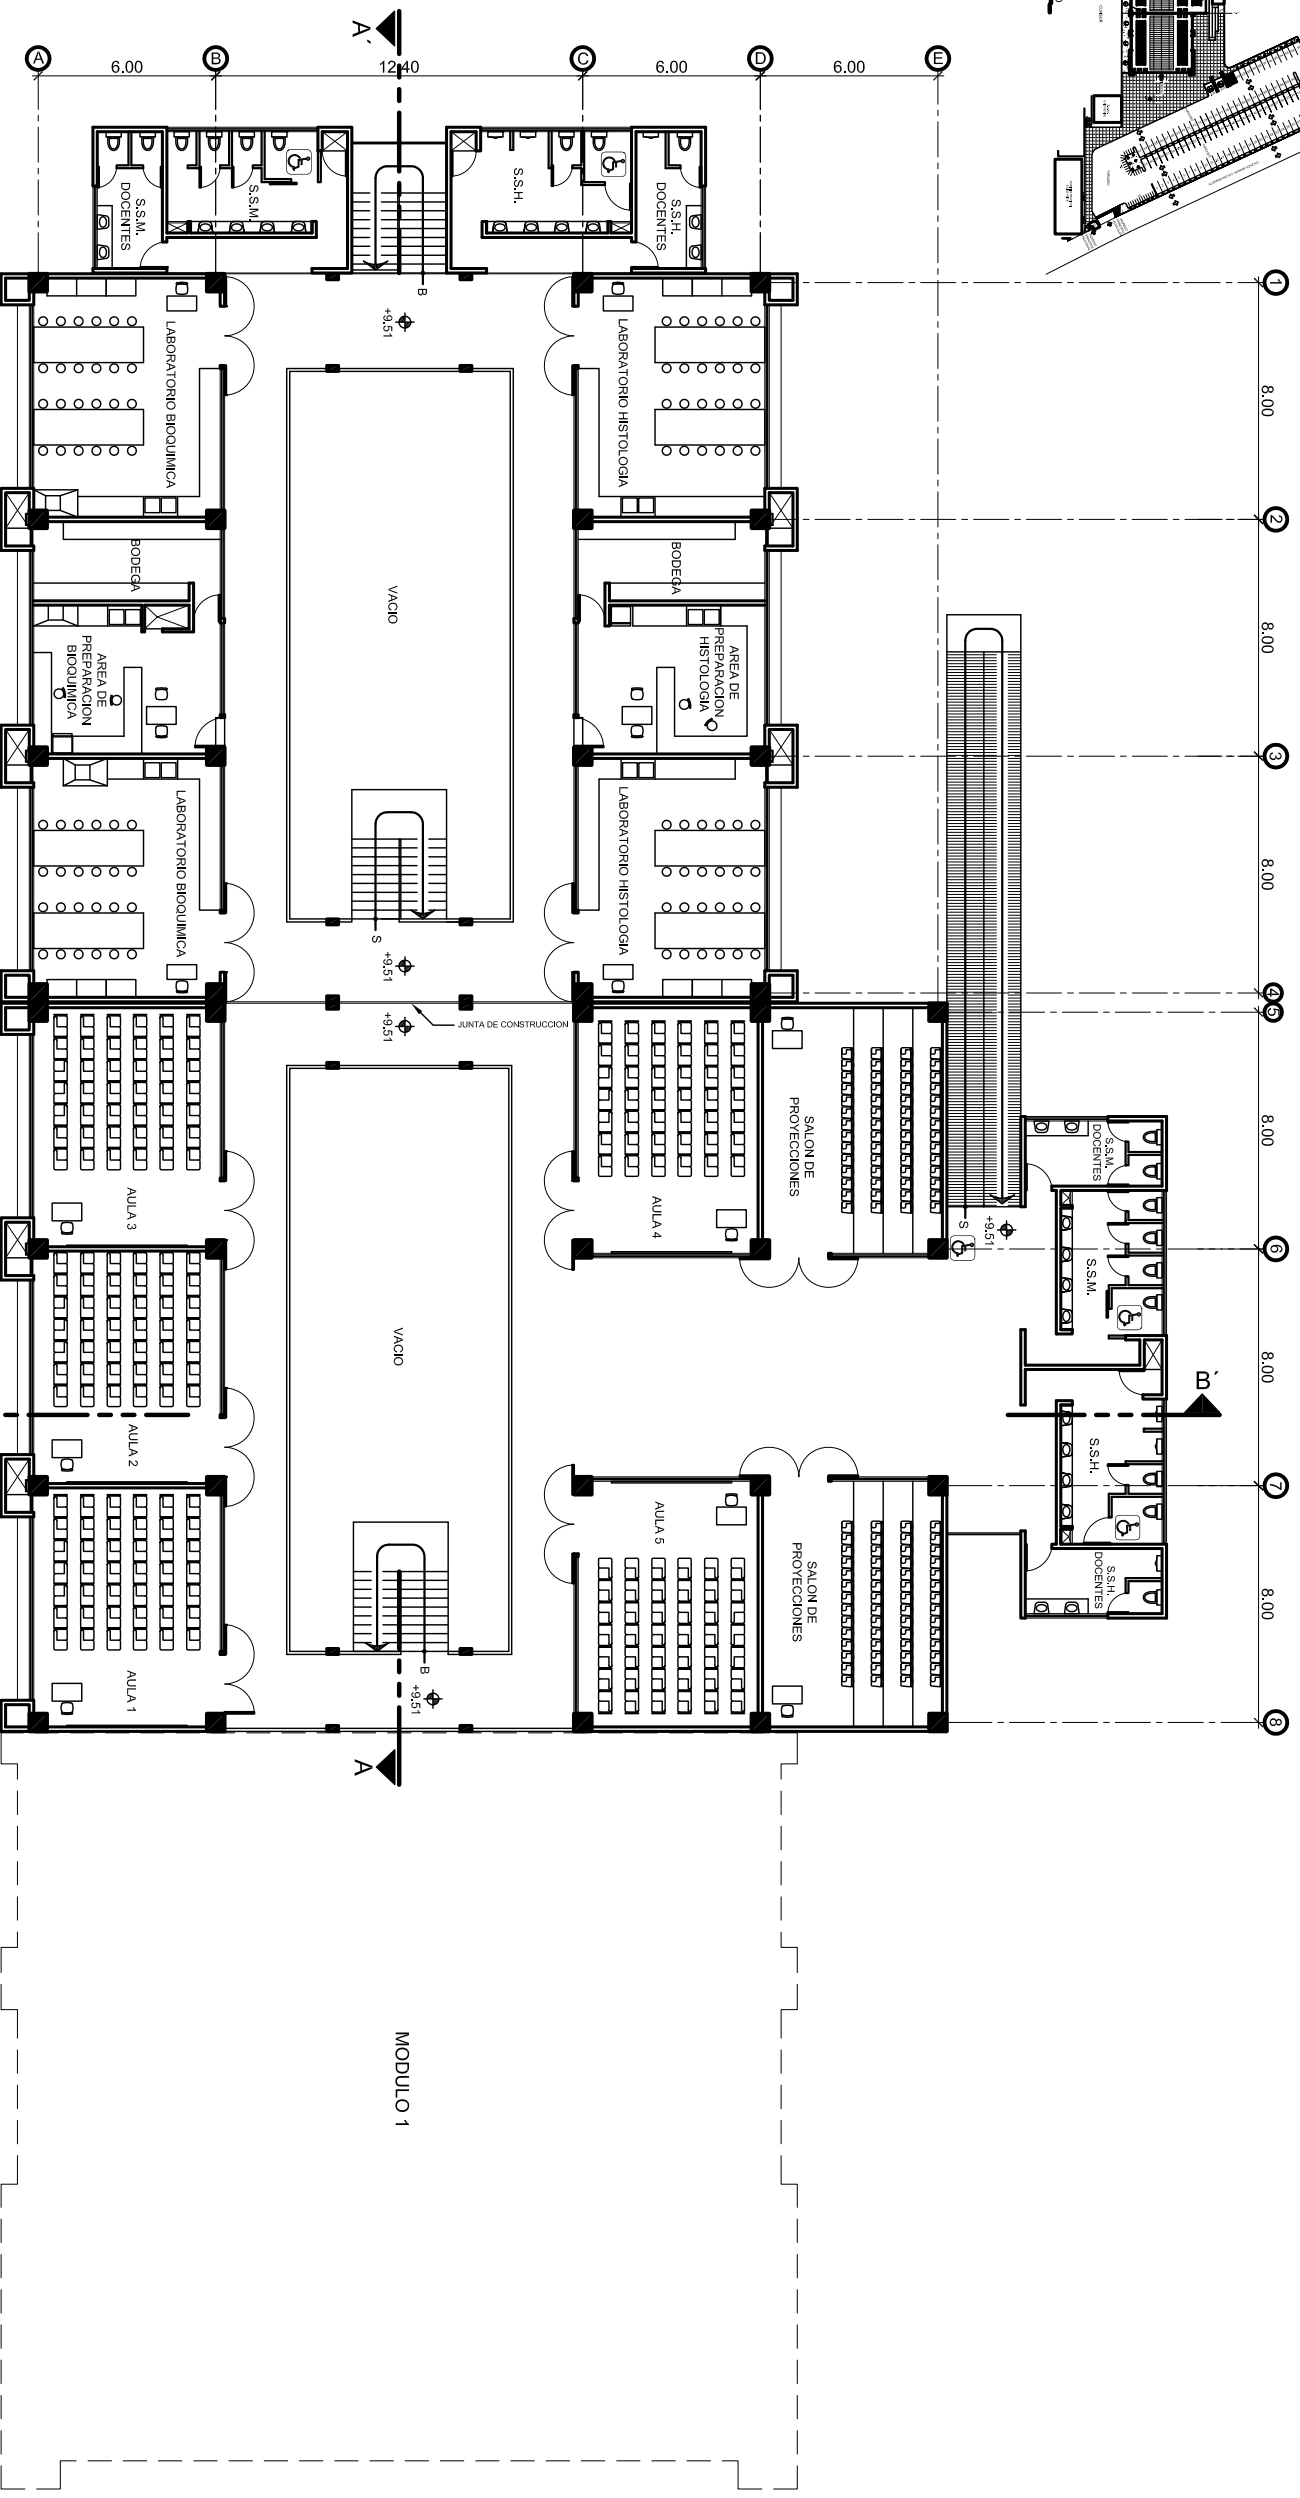 A´
A
B
C
D
E
6.00
12.40
6.00
6.00
S.S.M.
DOCENTES
S.S.M.
S.S.H.
S.S.H.
DOCENTES
B
+9.51
1
8.00
2
8.00
3
8.00
4
5
8.00
6
8.00
7
8.00
8
LABORATORIO BIOQUIMICA
LABORATORIO HISTOLOGIA
BODEGA
BODEGA
VACIO
AREA DE
PREPARACION
BIOQUIMICA
AREA DE
PREPARACION
HISTOLOGIA
LABORATORIO BIOQUIMICA
LABORATORIO HISTOLOGIA
S
+9.51
+9.51
JUNTA DE CONSTRUCCION
AULA 3
AULA 4
SALON DE
PROYECCIONES
S
+9.51
S.S.M.
DOCENTES
S.S.M.
B´
S.S.H.
S.S.H.
DOCENTES
VACIO
AULA 2
AULA 5
SALON DE
PROYECCIONES
AULA 1
B
+9.51
A
MODULO 1